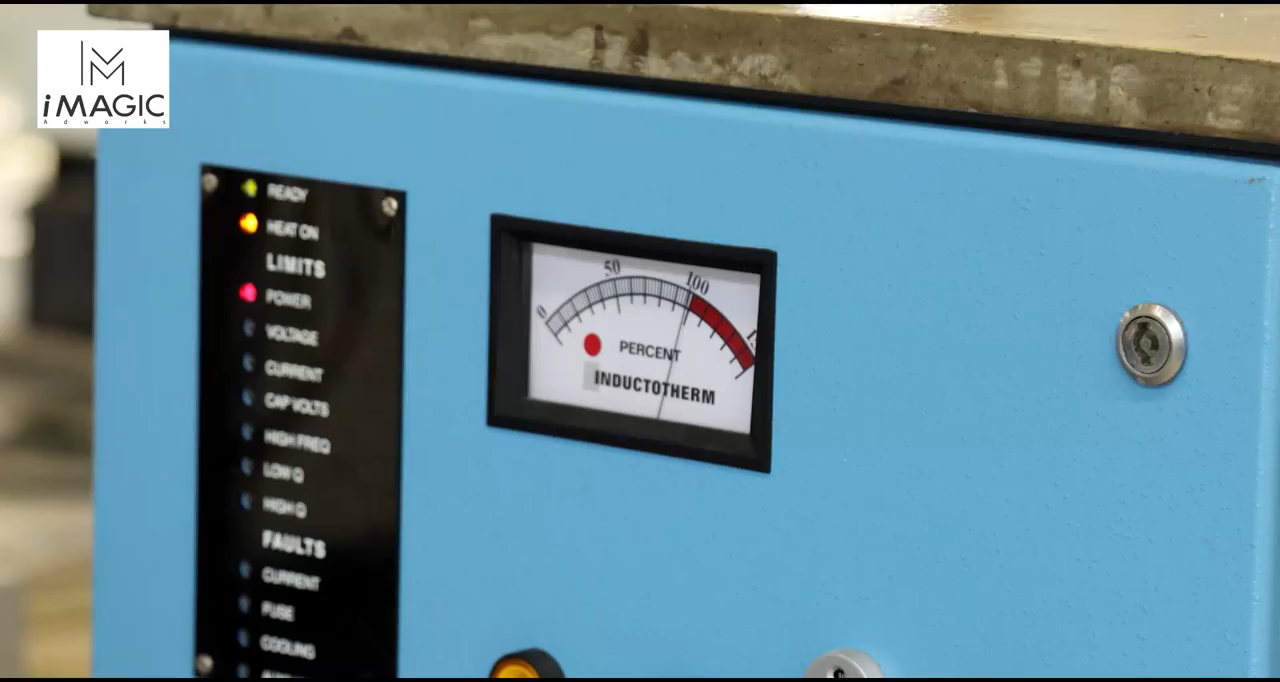 iMAGIC
Adworks
READY
HEAT ON
LIMITS
POWER
VOLTAGE
CURRENT
CAP VOLTS
HIGH FREQ
LOW Q
HIGH Q
FAULTS
CURRENT
FUSE
COOLING
0
50
100
PERCENT
INDUCTOTHERM